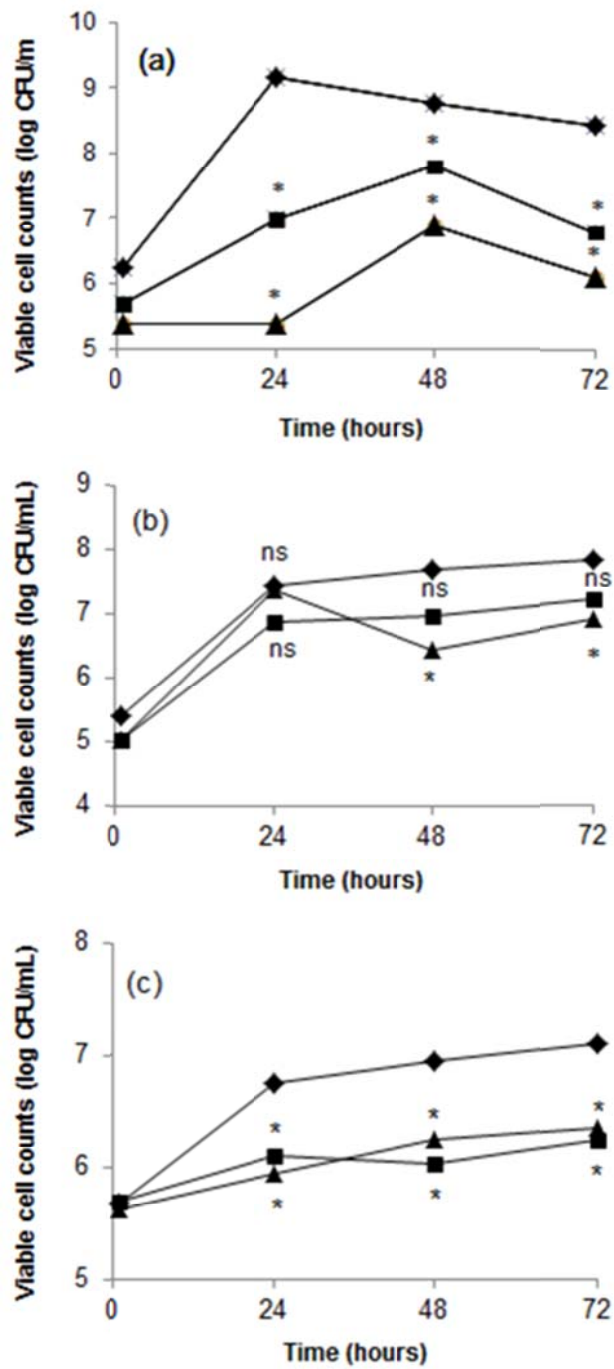 10
(a)
9
8
7
6
5
Viable cell counts (log CFU/m
* * *
* * *
0 24 48 72
Time (hours)
9
(b)
8
7
6
5
4
Viable cell counts (log CFU/mL)
ns ns ns
ns * *
0 24 48 72
Time (hours)
8
(c)
7
6
5
Viable cell counts (log CFU/mL)
* * *
* * *
0 24 48 72
Time (hours)